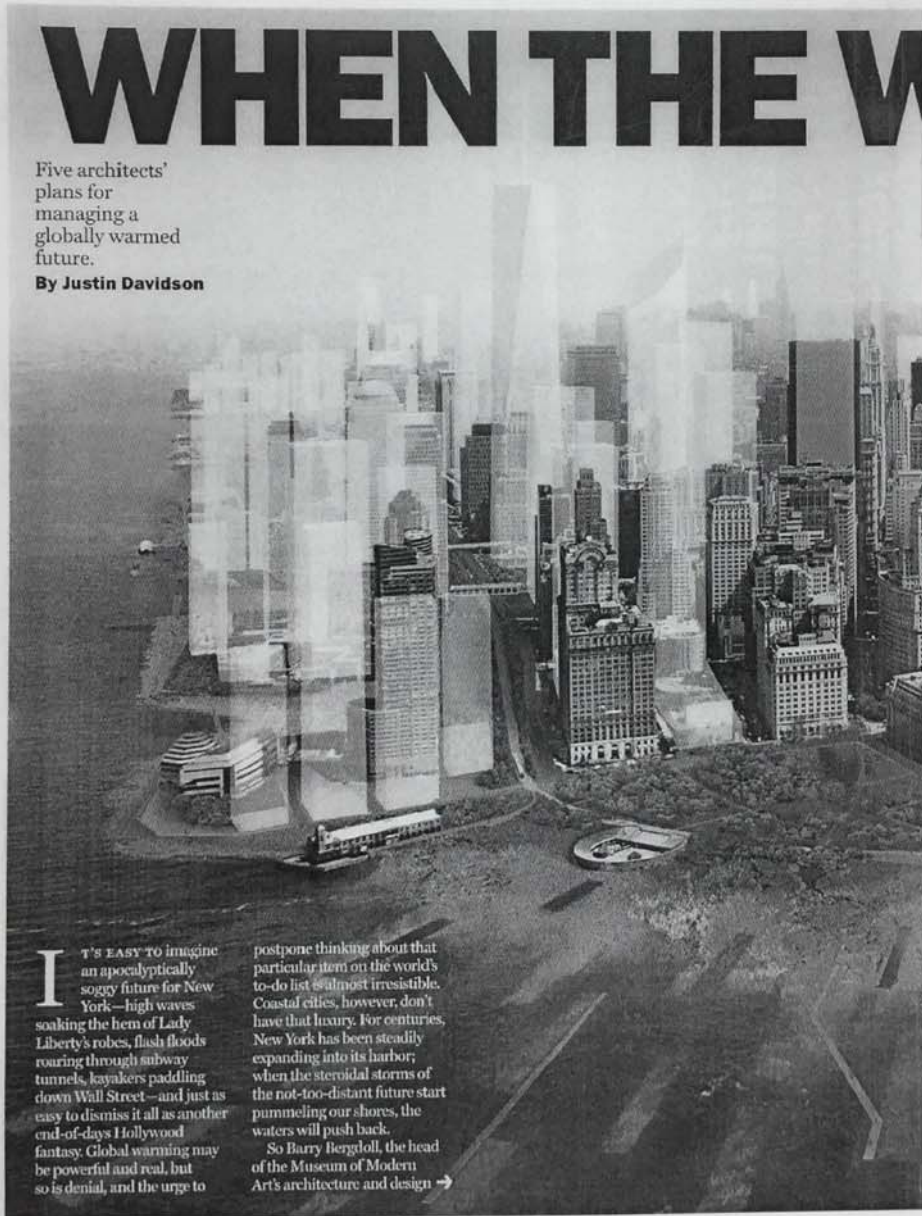 WHEN THE W
Five architects'
plans for
managing a
globally warmed
future.
By Justin Davidson
IT'S EASY TO imagine
an apocalyptically
soggy future for New
York—high waves
soaking the hem of Lady
Liberty's robes, flash floods
roaring through subway
tunnels, kayakers paddling
down Wall Street—and just as
easy to dismiss it all as another
end-of-days Hollywood
fantasy. Global warming may
be powerful and real, but
so is denial, and the urge to
postpone thinking about that
particular item on the world's
to-do list is almost irresistible.
Coastal cities, however, don't
have that luxury. For centuries,
New York has been steadily
expanding into its harbor;
when the steroidal storms of
the not-too-distant future start
pummeling our shores, the
waters will push back.
So Barry Bergdoll, the head
of the Museum of Modern
Art's architecture and design →